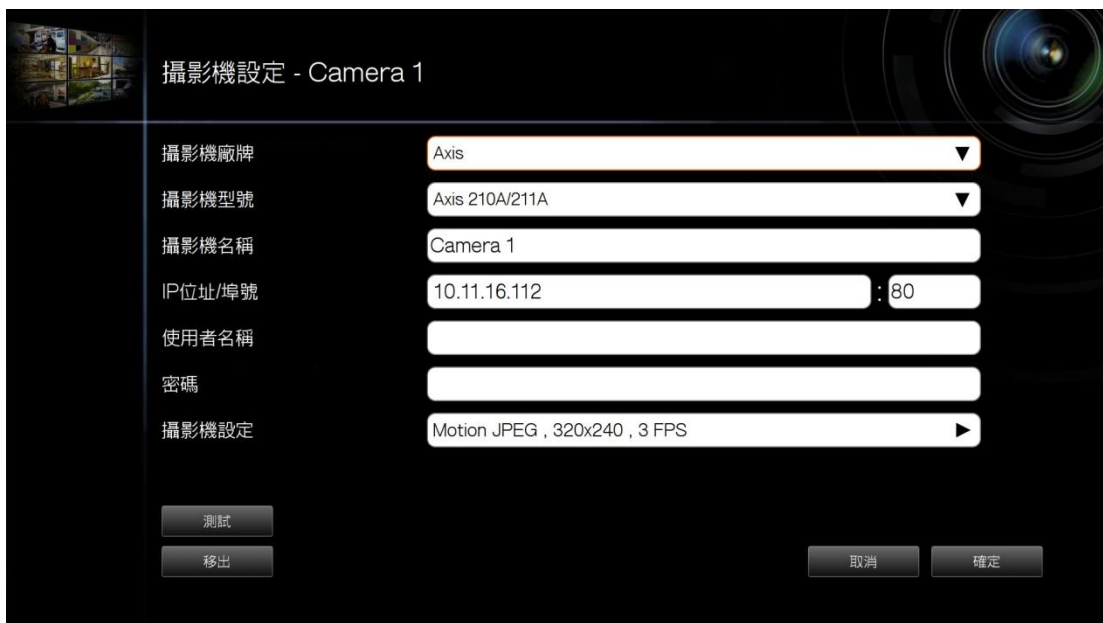 攝影機設定 - Camera 1
攝影機廠牌 Axis ▼
攝影機型號 Axis 210A/211A ▼
攝影機名稱 Camera 1
IP位址/埠號 10.11.16.112 : 80
使用者名稱
密碼
攝影機設定 Motion JPEG , 320x240 , 3 FPS ▶
測試
移出 取消 確定